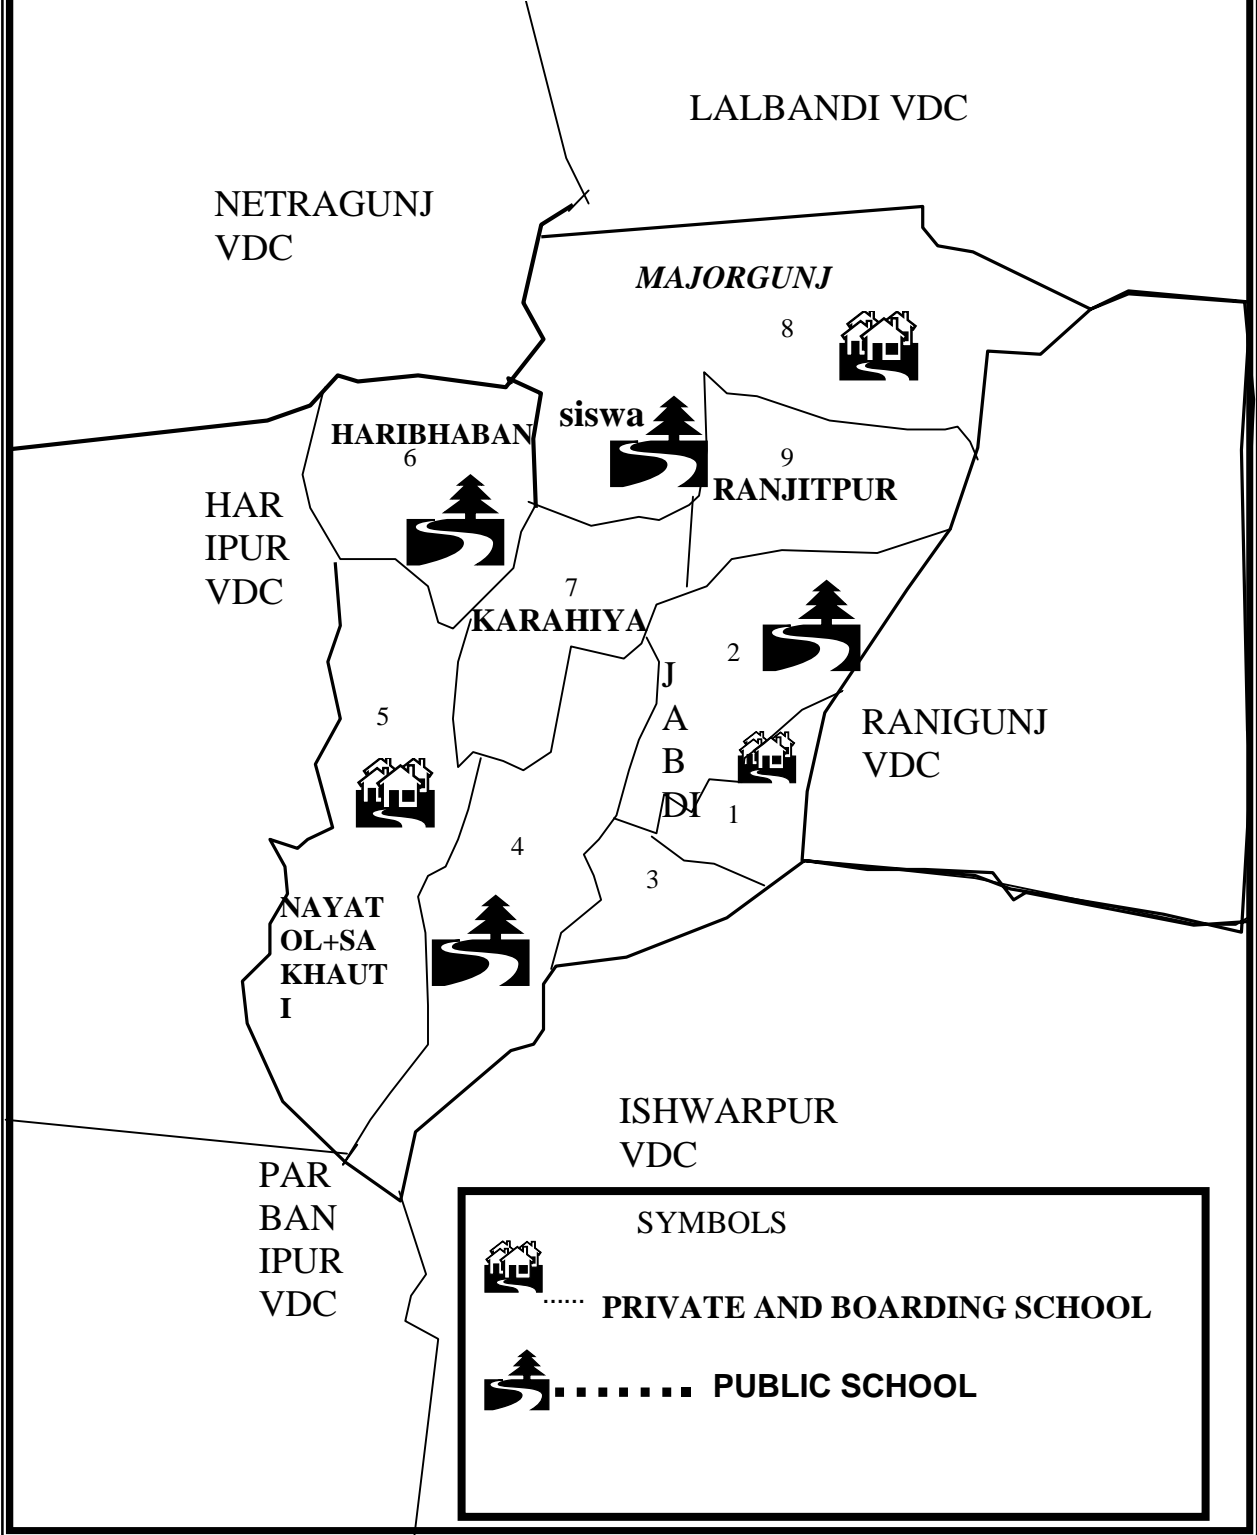 LALBANDI VDC
NETRAGUNJ
VDC
MAJORGUNJ
8
siswa
HARIBHABAN
6
9
RANJITPUR
HAR
IPUR
VDC
7
KARAHIYA
2
J
A
B
DI
5
RANIGUNJ
VDC
1
4
3
NAYAT
OL+SA
KHAUT
I
ISHWARPUR
VDC
PAR
BAN
IPUR
VDC
SYMBOLS
...... PRIVATE AND BOARDING SCHOOL
....... PUBLIC SCHOOL